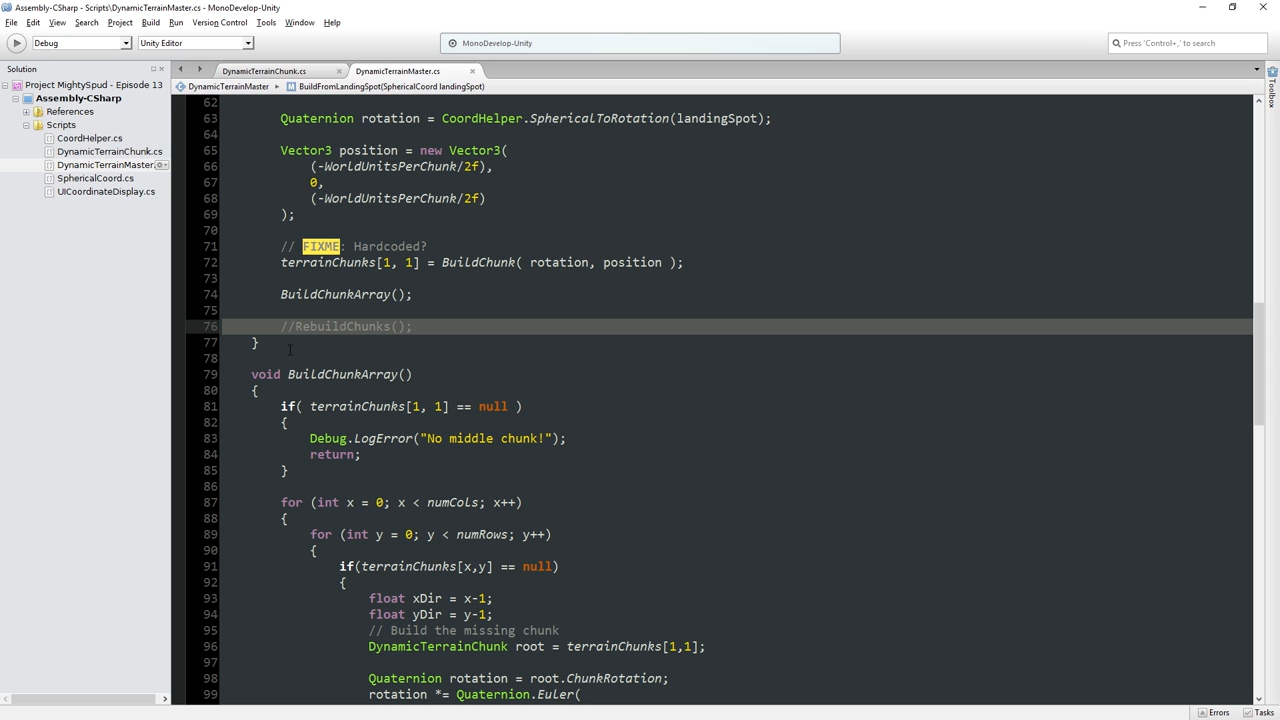 Assembly-CSharp - Scripts\DynamicTerrainMaster.cs - MonoDevelop-Unity
File Edit View Search Project Build Run Version Control Tools Window Help
Debug Unity Editor MonoDevelop-Unity Press 'Control+,' to search
Solution DynamicTerrainChunk.cs DynamicTerrainMaster.cs
Project MightySpud - Episode 13 DynamicTerrainMaster BuildFromLandingSpot(SphericalCoord landingSpot)
Assembly-CSharp
References
Scripts
CoordHelper.cs
DynamicTerrainChunk.cs
DynamicTerrainMaster.
SphericalCoord.cs
UICoordinateDisplay.cs
Toolbox
62
63 Quaternion rotation = CoordHelper.SphericalToRotation(landingSpot);
64
65 Vector3 position = new Vector3(
66 (-WorldUnitsPerChunk/2f),
67 0,
68 (-WorldUnitsPerChunk/2f)
69 );
70
71 // FIXME: Hardcoded?
72 terrainChunks[1, 1] = BuildChunk( rotation, position );
73
74 BuildChunkArray();
75
76 //RebuildChunks();
77 }
78
79 void BuildChunkArray()
80 {
81 if( terrainChunks[1, 1] == null )
82 {
83 Debug.LogError("No middle chunk!");
84 return;
85 }
86
87 for (int x = 0; x < numCols; x++)
88 {
89 for (int y = 0; y < numRows; y++)
90 {
91 if(terrainChunks[x,y] == null)
92 {
93 float xDir = x-1;
94 float yDir = y-1;
95 // Build the missing chunk
96 DynamicTerrainChunk root = terrainChunks[1,1];
97
98 Quaternion rotation = root.ChunkRotation;
99 rotation *= Quaternion.Euler(
Errors Tasks